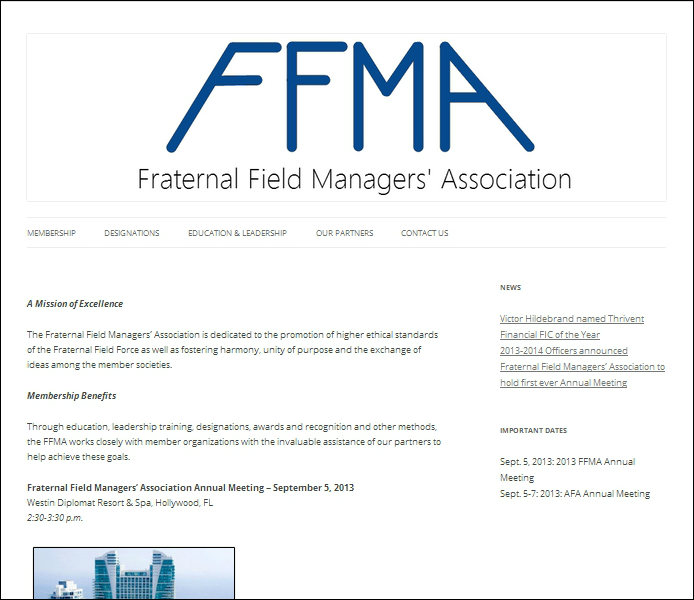 FFMA
Fraternal Field Managers' Association
MEMBERSHIP DESIGNATIONS EDUCATION & LEADERSHIP OUR PARTNERS CONTACT US
A Mission of Excellence
The Fraternal Field Managers’ Association is dedicated to the promotion of higher ethical standards
of the Fraternal Field Force as well as fostering harmony, unity of purpose and the exchange of
ideas among the member societies.
Membership Benefits
Through education, leadership training, designations, awards and recognition and other methods,
the FFMA works closely with member organizations with the invaluable assistance of our partners to
help achieve these goals.
Fraternal Field Managers’ Association Annual Meeting – September 5, 2013
Westin Diplomat Resort & Spa, Hollywood, FL
2:30-3:30 p.m.
NEWS
Victor Hildebrand named Thrivent
Financial FIC of the Year
2013-2014 Officers announced
Fraternal Field Managers’ Association to
hold first ever Annual Meeting
IMPORTANT DATES
Sept. 5, 2013: 2013 FFMA Annual
Meeting
Sept. 5-7: 2013: AFA Annual Meeting